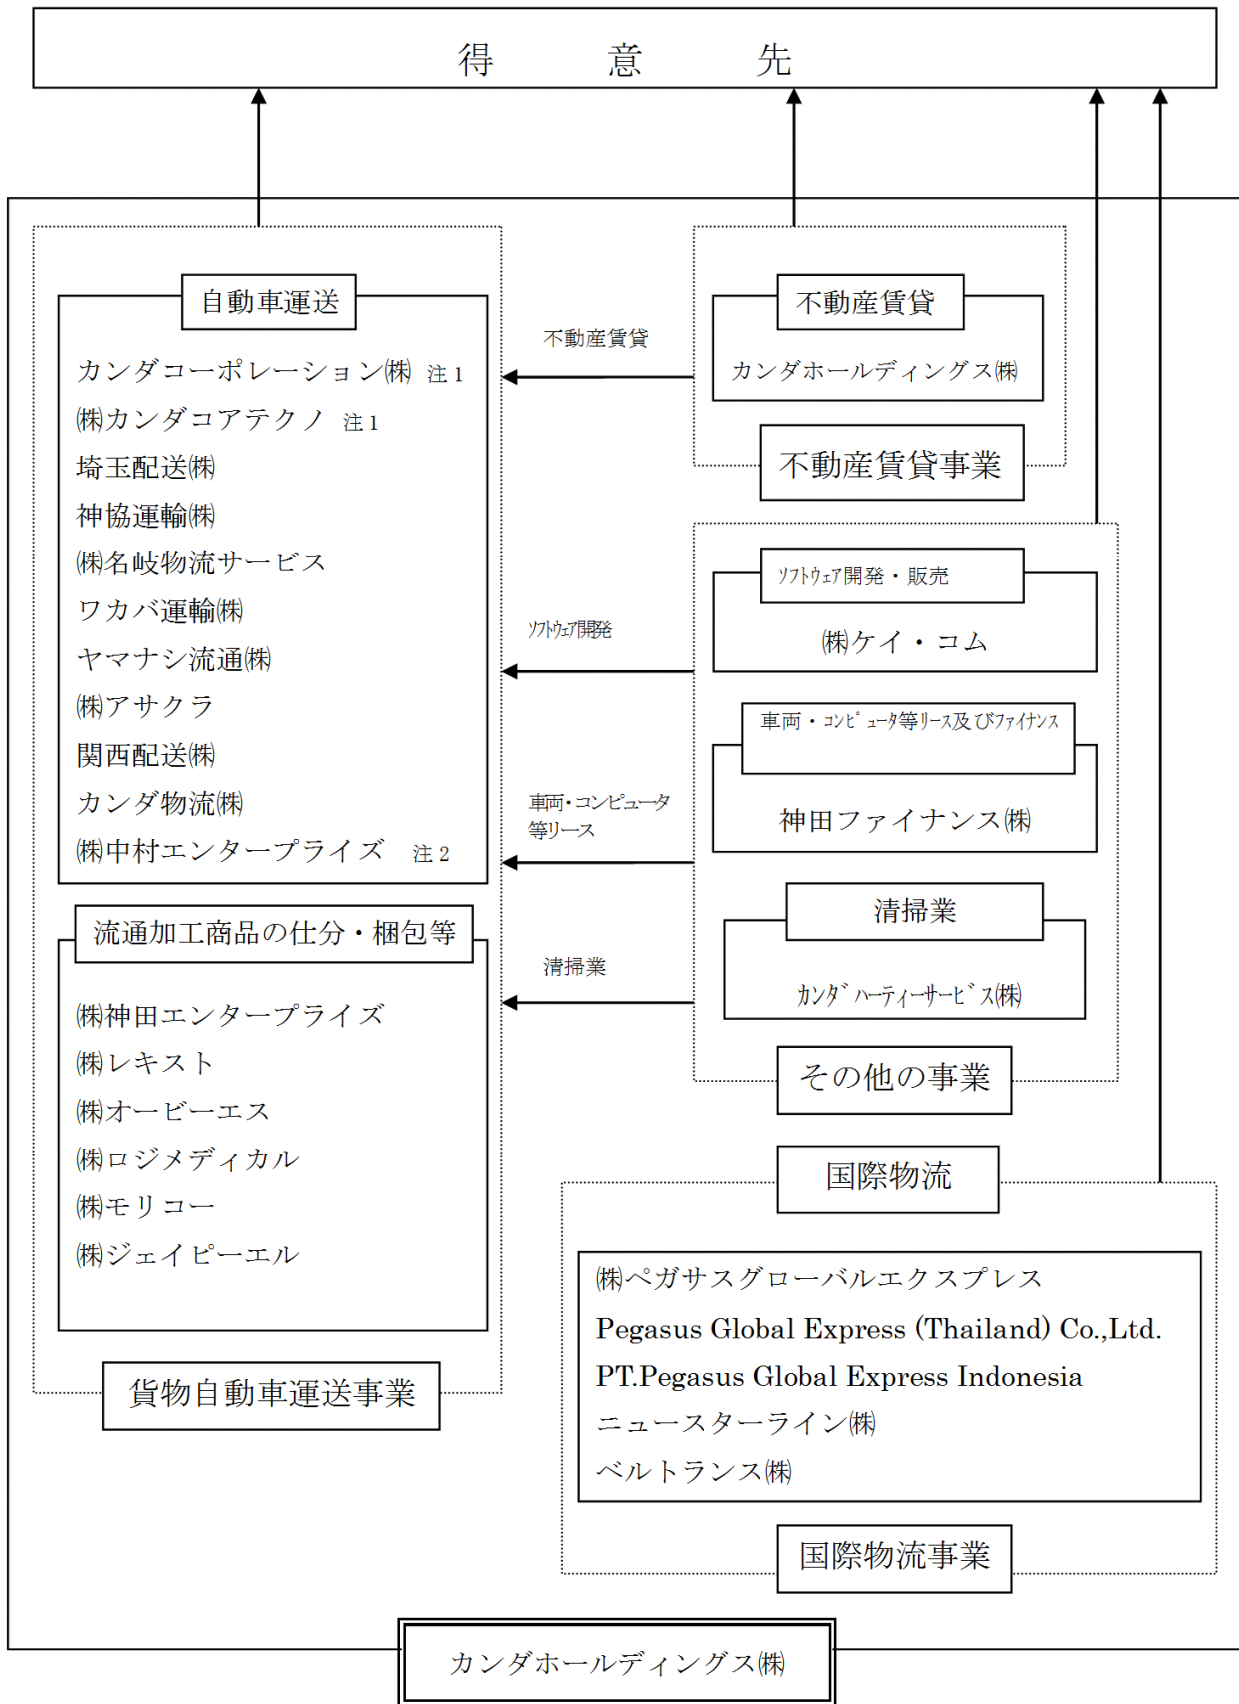 得意先
自動車運送
カンダコーポレーション㈱ 注1
㈱カンダコアテクノ 注1
埼玉配送㈱
神協運輸㈱
㈱名岐物流サービス
ワカバ運輸㈱
ヤマナシ流通㈱
㈱アサクラ
関西配送㈱
カンダ物流㈱
㈱中村エンタープライズ 注2
流通加工商品の仕分・梱包等
㈱神田エンタープライズ
㈱レキスト
㈱オービーエス
㈱ロジメディカル
㈱モリコー
㈱ジェイピーエル
貨物自動車運送事業
不動産賃貸
ソフトウェア開発
車両・コンピュータ
等リース
清掃業
不動産賃貸
カンダホールディングス㈱
不動産賃貸事業
ソフトウェア開発・販売
㈱ケイ・コム
車両・コンピュータ等リース及びファイナンス
神田ファイナンス㈱
清掃業
カンダハーティーサービス㈱
その他の事業
国際物流
㈱ペガサスグローバルエクスプレス
Pegasus Global Express (Thailand) Co.,Ltd.
PT.Pegasus Global Express Indonesia
ニュースターライン㈱
ベルトランス㈱
国際物流事業
カンダホールディングス㈱